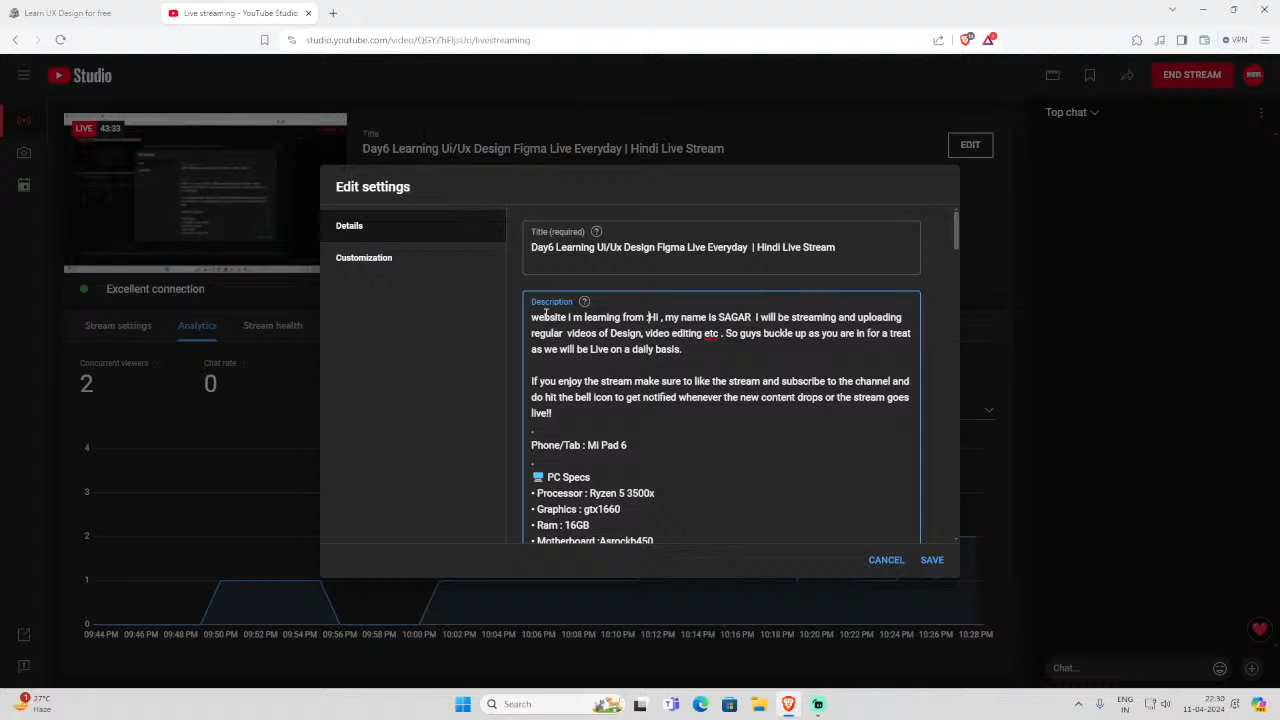 Learn UX Design for free
Live streaming - YouTube Studio
studio.youtube.com/video/QGYZhFIjsUo/livestreaming
VPN
Studio
END STREAM
LIVE 43:33
Title
Day6 Learning Ui/Ux Design Figma Live Everyday | Hindi Live Stream
EDIT
Top chat
Edit settings
Details
Customization
Title (required)
Day6 Learning Ui/Ux Design Figma Live Everyday | Hindi Live Stream
Description
website i m learning from :Hi , my name is SAGAR I will be streaming and uploading
regular videos of Design, video editing etc . So guys buckle up as you are in for a treat
as we will be Live on a daily basis.
If you enjoy the stream make sure to like the stream and subscribe to the channel and
do hit the bell icon to get notified whenever the new content drops or the stream goes
live!!
.
Phone/Tab : Mi Pad 6
.
🖥️ PC Specs
• Processor : Ryzen 5 3500x
• Graphics : gtx1660
• Ram : 16GB
• Motherboard :Asrockb450
CANCEL SAVE
Excellent connection
Stream settings Analytics Stream health
Concurrent viewers Chat rate
2 0
4
3
2
1
0
09:44 PM 09:46 PM 09:48 PM 09:50 PM 09:52 PM 09:54 PM 09:56 PM 09:58 PM 10:00 PM 10:02 PM 10:04 PM 10:06 PM 10:08 PM 10:10 PM 10:12 PM 10:14 PM 10:16 PM 10:18 PM 10:20 PM 10:22 PM 10:24 PM 10:26 PM 10:28 PM
Chat...
1
27°C
Haze
Search
ENG
IN
22:30